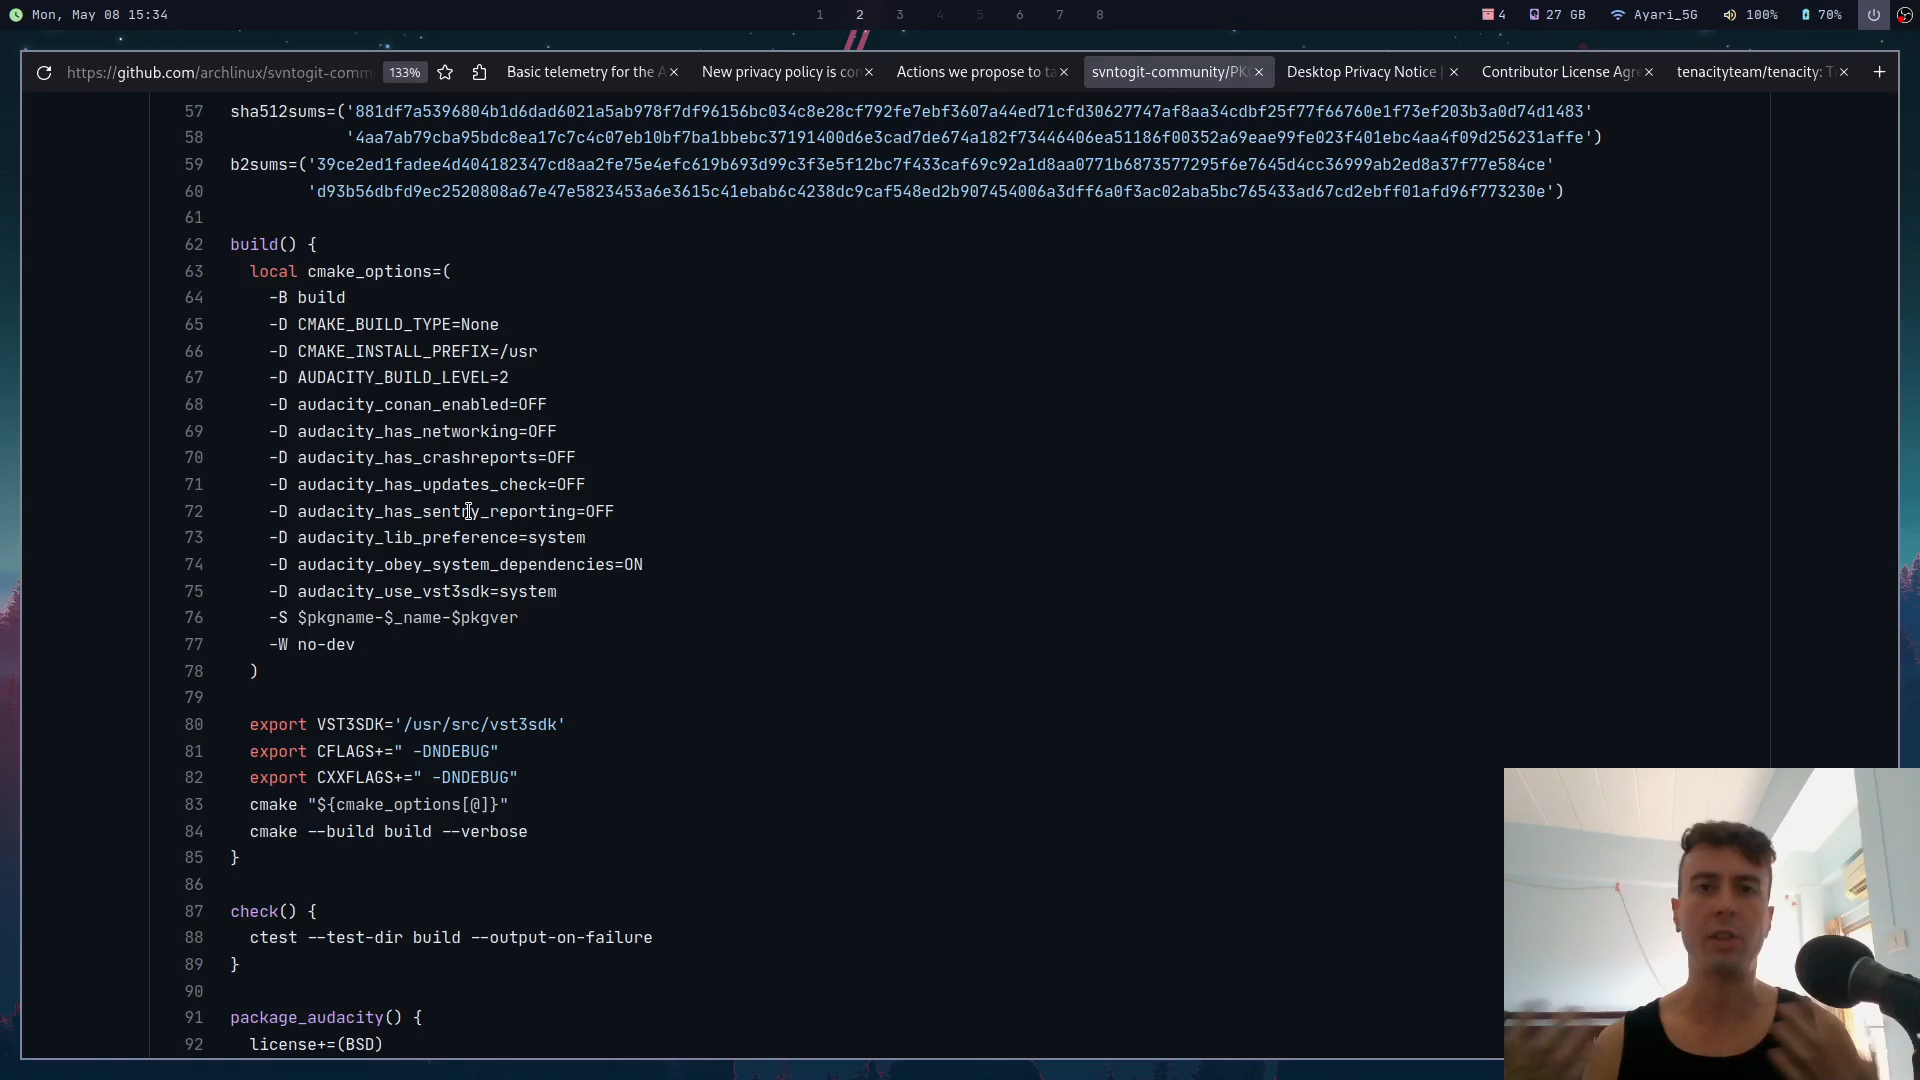 Mon, May 08 15:34
1 2 3 4 5 6 7 8
4 27 GB Ayari_5G 100% 70%
https://github.com/archlinux/svntogit-comm 133% Basic telemetry for the A New privacy policy is con Actions we propose to ta svntogit-community/PK Desktop Privacy Notice | Contributor License Agre tenacityteam/tenacity: T
57 sha512sums=('881df7a5396804b1d6dad6021a5ab978f7df96156bc034c8e28cf792fe7ebf3607a44ed71cfd30627747af8aa34cdbf25f77f66760e1f73ef203b3a0d74d1483'
58 '4aa7ab79cba95bdc8ea17c7c4c07eb10bf7ba1bbebc37191400d6e3cad7de674a182f73446406ea51186f00352a69eae99fe023f401ebc4aa4f09d256231affe')
59 b2sums=('39ce2ed1fadee4d404182347cd8aa2fe75e4efc619b693d99c3f3e5f12bc7f433caf69c92a1d8aa0771b6873577295f6e7645d4cc36999ab2ed8a37f77e584ce'
60 'd93b56dbfd9ec2520808a67e47e5823453a6e3615c41ebab6c4238dc9caf548ed2b907454006a3dff6a0f3ac02aba5bc765433ad67cd2ebff01afd96f773230e')
61
62 build() {
63 local cmake_options=(
64 -B build
65 -D CMAKE_BUILD_TYPE=None
66 -D CMAKE_INSTALL_PREFIX=/usr
67 -D AUDACITY_BUILD_LEVEL=2
68 -D audacity_conan_enabled=OFF
69 -D audacity_has_networking=OFF
70 -D audacity_has_crashreports=OFF
71 -D audacity_has_updates_check=OFF
72 -D audacity_has_sentry_reporting=OFF
73 -D audacity_lib_preference=system
74 -D audacity_obey_system_dependencies=ON
75 -D audacity_use_vst3sdk=system
76 -S $pkgname-$_name-$pkgver
77 -W no-dev
78 )
79
80 export VST3SDK='/usr/src/vst3sdk'
81 export CFLAGS+=" -DNDEBUG"
82 export CXXFLAGS+=" -DNDEBUG"
83 cmake "${cmake_options[@]}"
84 cmake --build build --verbose
85 }
86
87 check() {
88 ctest --test-dir build --output-on-failure
89 }
90
91 package_audacity() {
92 license+=(BSD)